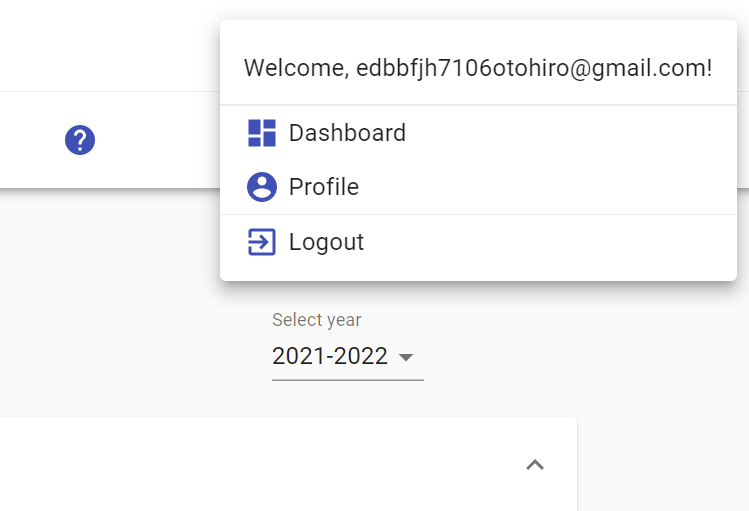 Welcome, edbbfjh7106otohiro@gmail.com!
Dashboard
Profile
Logout
Select year
2021-2022